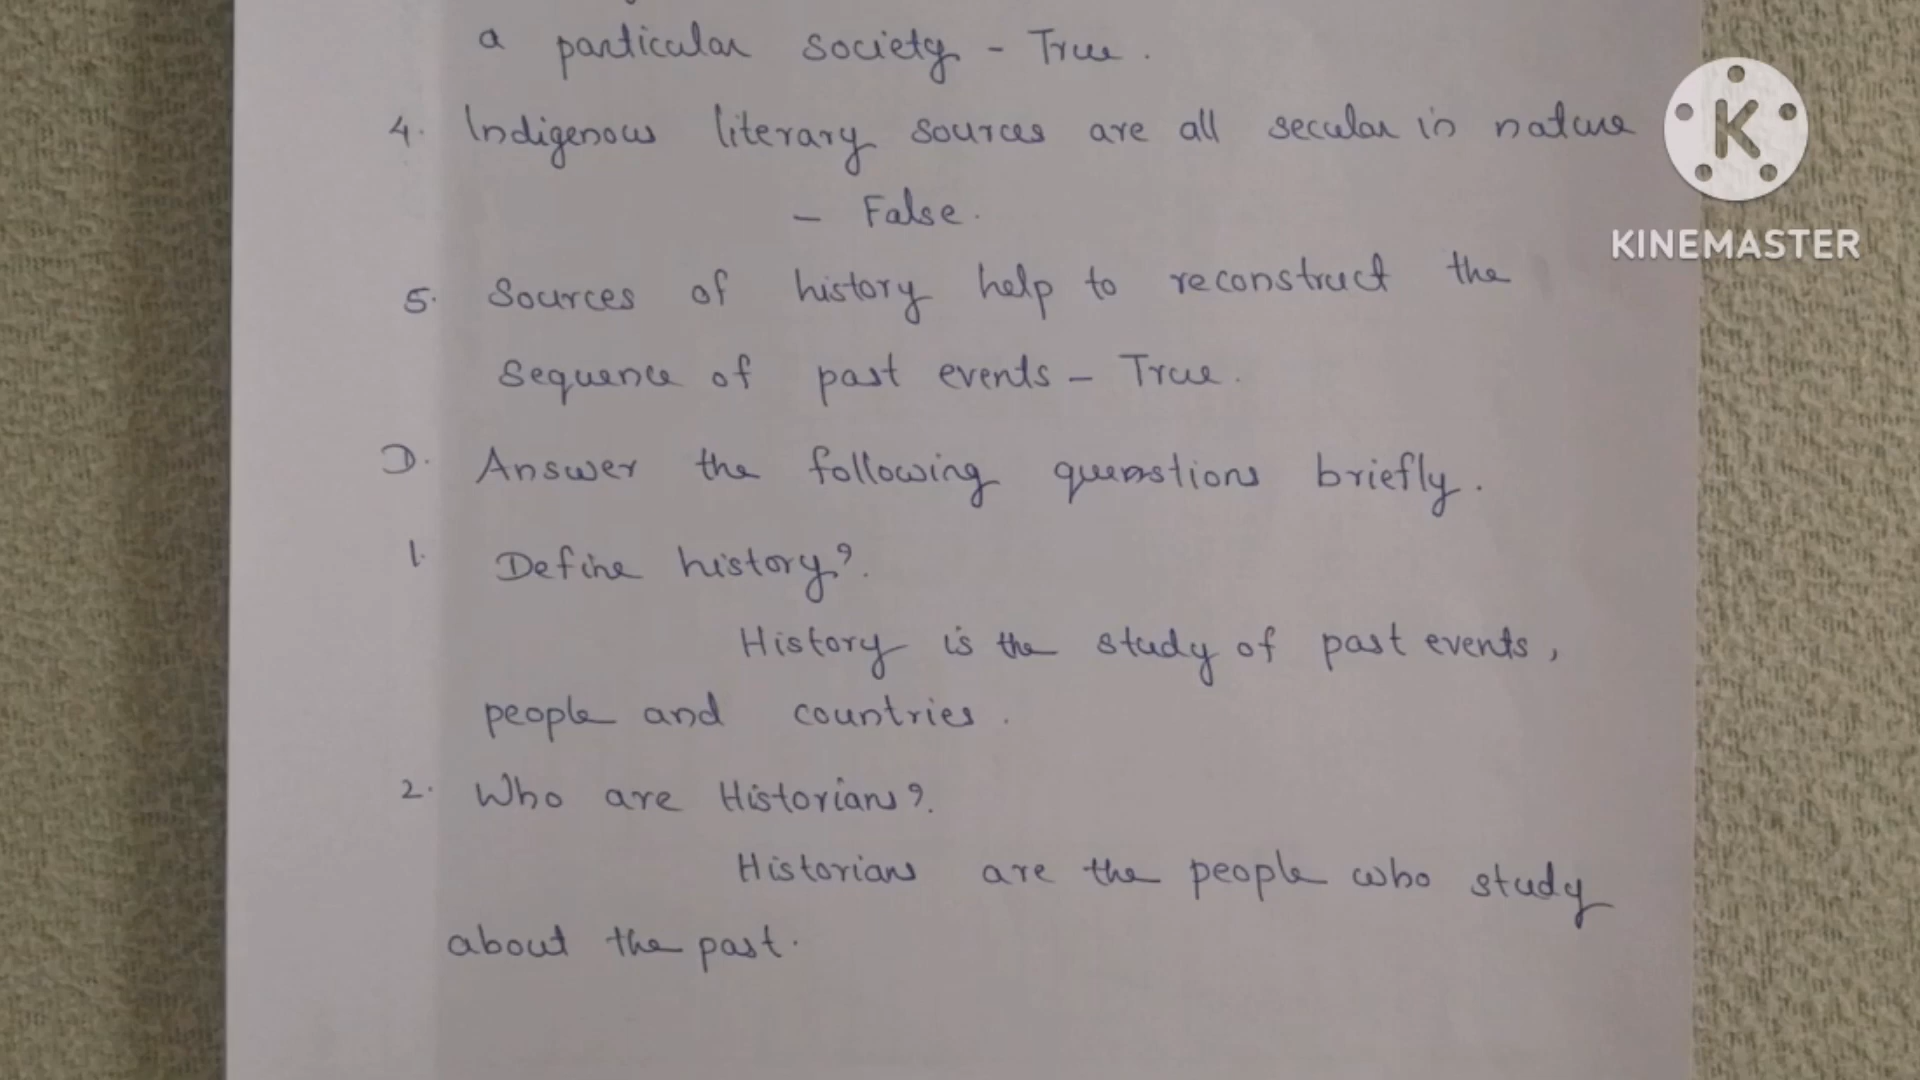 a particular society - True.
4. Indigenous literary sources are all secular in nature
- False.
5. Sources of history help to reconstruct the
Sequence of past events - True.
D. Answer the following questions briefly.
1. Define history?.
History is the study of past events,
people and countries.
2. Who are Historians?.
Historians are the people who study
about the past.
K
KINEMASTER